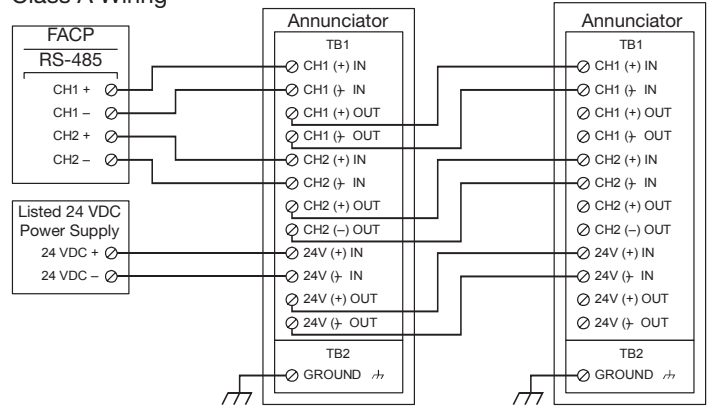 Class A Wiring
FACP
RS-485
CH1 +
CH1 –
CH2 +
CH2 –
Listed 24 VDC
Power Supply
24 VDC +
24 VDC –
Annunciator
TB1
CH1 (+) IN
CH1 (-) IN
CH1 (+) OUT
CH1 (-) OUT
CH2 (+) IN
CH2 (-) IN
CH2 (+) OUT
CH2 (–) OUT
24V (+) IN
24V (-) IN
24V (+) OUT
24V (-) OUT
TB2
GROUND
Annunciator
TB1
CH1 (+) IN
CH1 (-) IN
CH1 (+) OUT
CH1 (-) OUT
CH2 (+) IN
CH2 (-) IN
CH2 (+) OUT
CH2 (–) OUT
24V (+) IN
24V (-) IN
24V (+) OUT
24V (-) OUT
TB2
GROUND